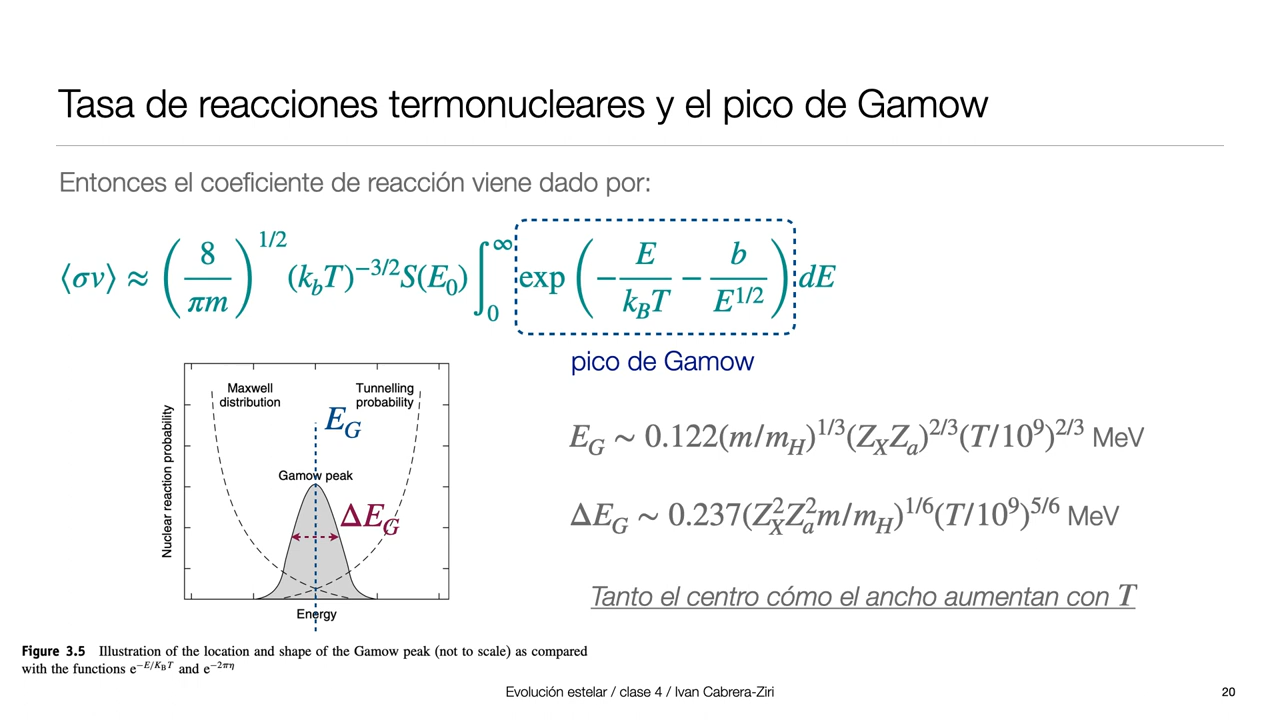 Tasa de reacciones termonucleares y el pico de Gamow
Entonces el coeficiente de reacción viene dado por:
⟨σv⟩ ≈ (8/πm)^{1/2} (k_bT)^{−3/2} S(E_0) ∫_0^∞ exp(−E/k_BT − b/E^{1/2}) dE
pico de Gamow
Maxwell
distribution
Tunnelling
probability
E_G
Gamow peak
ΔE_G
Nuclear reaction probability
Energy
E_G ∼ 0.122(m/m_H)^{1/3}(Z_XZ_a)^{2/3}(T/10^9)^{2/3} MeV
ΔE_G ∼ 0.237(Z_X^2Z_a^2m/m_H)^{1/6}(T/10^9)^{5/6} MeV
Tanto el centro cómo el ancho aumentan con T
Figure 3.5 Illustration of the location and shape of the Gamow peak (not to scale) as compared
with the functions e^{−E/K_BT} and e^{−2πη}
Evolución estelar / clase 4 / Ivan Cabrera-Ziri
20